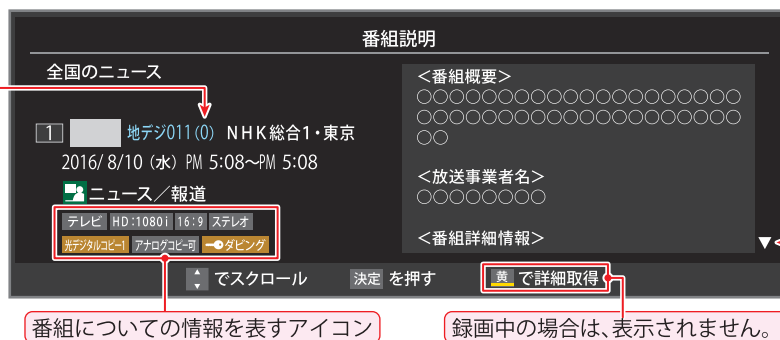 番組説明
全国のニュース
1 地デジ011(0) NHK総合1・東京
2016/ 8/10 (水) PM 5:08〜PM 5:08
ニュース／報道
テレビ HD:1080i 16:9 ステレオ
光デジタルコピー1 アナログコピー可 ダビング
<番組概要>
○○○○○○○○○○○○○○○○○○○○
○○○○○○○○○○○○○○○○○○○○
○○
<放送事業者名>
○○○○○○○○
<番組詳細情報>
でスクロール 決定 を押す 黄 で詳細取得
番組についての情報を表すアイコン
録画中の場合は、表示されません。